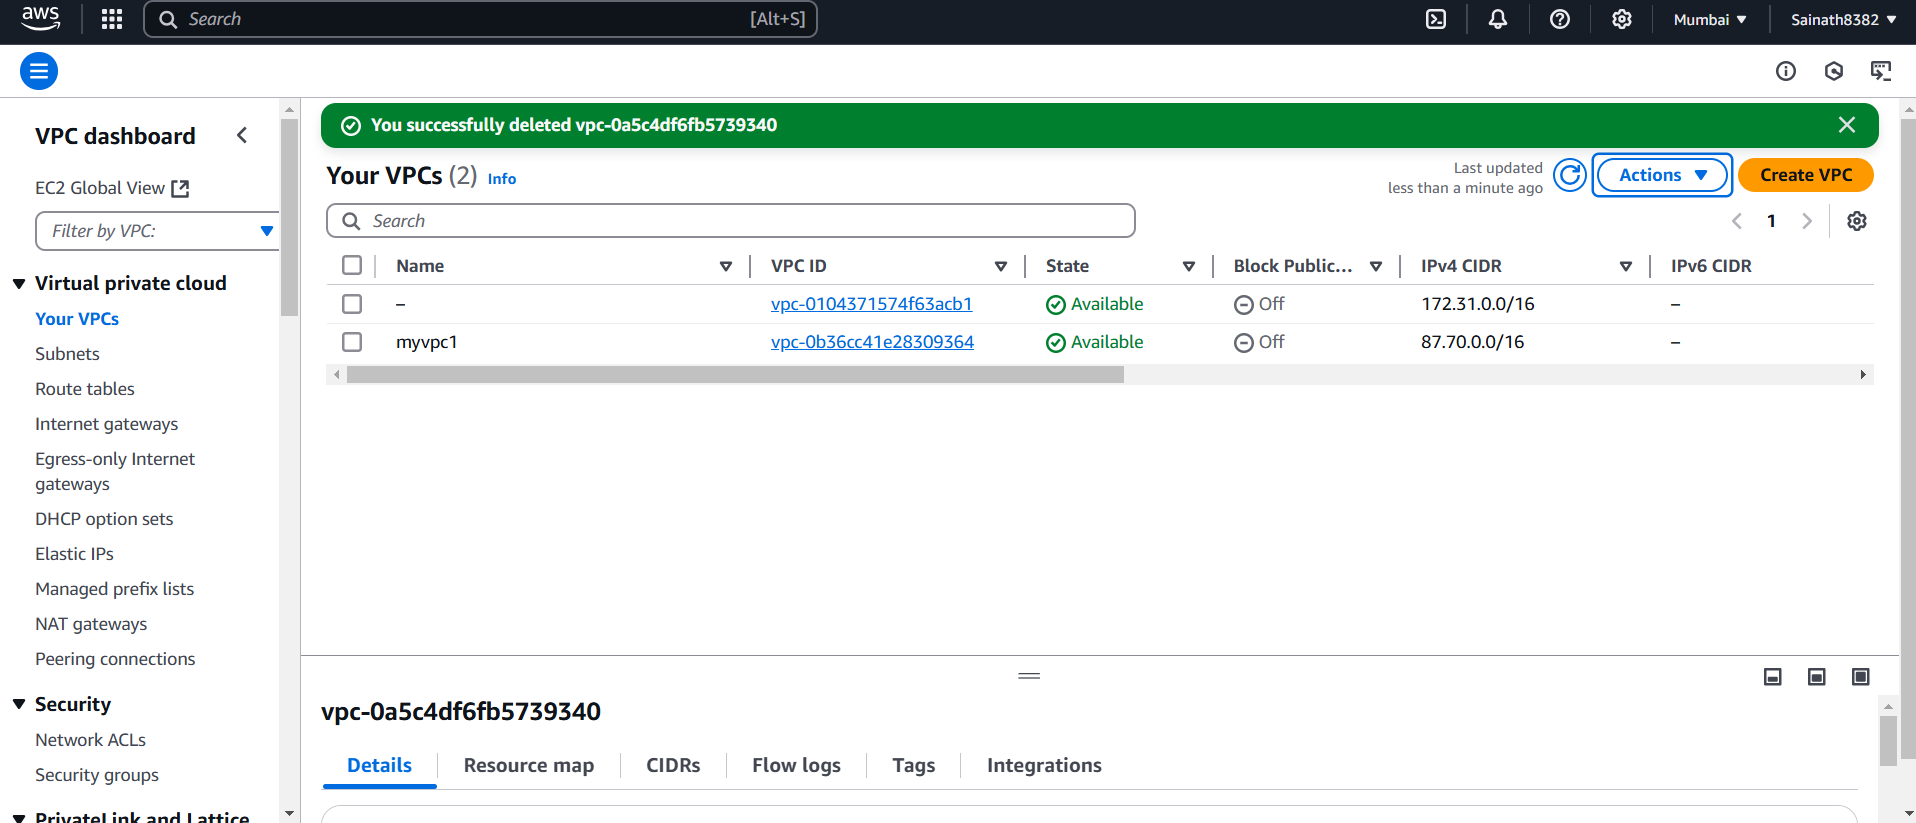 aws
Search [Alt+S]
Mumbai
Sainath8382
VPC dashboard
EC2 Global View
Filter by VPC:
Virtual private cloud
Your VPCs
Subnets
Route tables
Internet gateways
Egress-only Internet
gateways
DHCP option sets
Elastic IPs
Managed prefix lists
NAT gateways
Peering connections
Security
Network ACLs
Security groups
PrivateLink and Lattice
You successfully deleted vpc-0a5c4df6fb5739340
Your VPCs (2) Info
Last updated
less than a minute ago
Actions
Create VPC
Search
1
Name VPC ID State Block Public... IPv4 CIDR IPv6 CIDR
– vpc-0104371574f63acb1 Available Off 172.31.0.0/16 –
myvpc1 vpc-0b36cc41e28309364 Available Off 87.70.0.0/16 –
vpc-0a5c4df6fb5739340
Details Resource map CIDRs Flow logs Tags Integrations